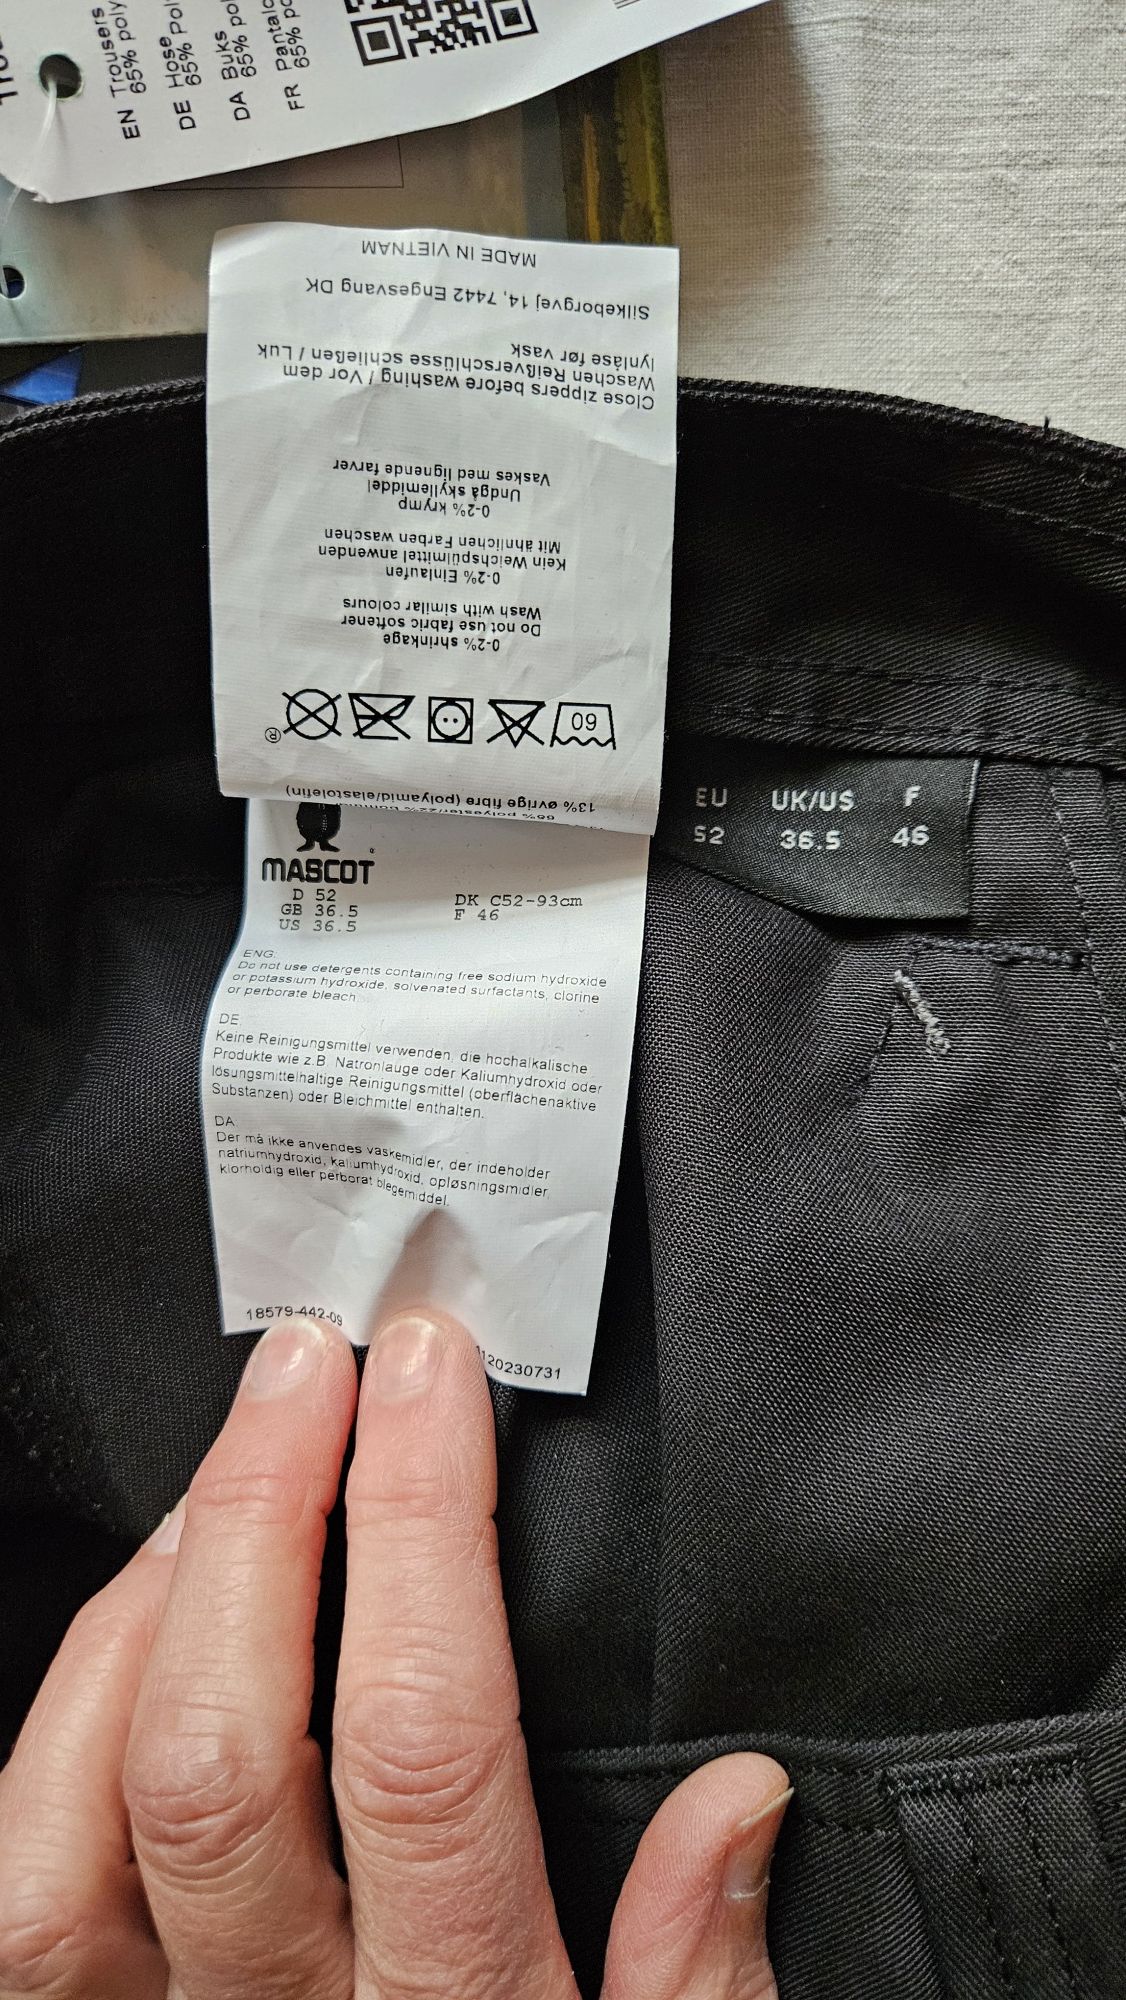 EN Trousers
65% poly
DE Hose
65% pol
DA Buks
65% pol
FR Pantalo
65% po
MADE IN VIETNAM
Silkeborgvej 14, 7442 Engesvang DK
Close zippers before washing / Vor dem
Waschen Reißverschlüsse schließen / Luk
lynlåse før vask
0-2% shrinkage
Do not use fabric softener
Wash with similar colours
0-2% Einlaufen
Kein Weichspülmittel anwenden
Mit ähnlichen Farben waschen
0-2% krymp
Undgå skyllemiddel
Vaskes med lignende farver
60
®
13% øvrige fibre (polyamid/elastolefin)
MASCOT
®
D 52
GB 36.5
US 36.5
DK C52-93cm
F 46
ENG.
Do not use detergents containing free sodium hydroxide
or potassium hydroxide, solvenated surfactants, clorine
or perborate bleach
DE
Keine Reinigungsmittel verwenden, die hochalkalische
Produkte wie z.B. Natronlauge oder Kaliumhydroxid oder
lösungsmittelhaltige Reinigungsmittel (oberflächenaktive
Substanzen) oder Bleichmittel enthalten.
DA
Der må ikke anvendes vaskemidler, der indeholder
natriumhydroxid, kaliumhydroxid, opløsningsmidler,
klorholdig eller perborat blegemiddel.
18579-442-09
120230731
EU UK/US F
52 36.5 46